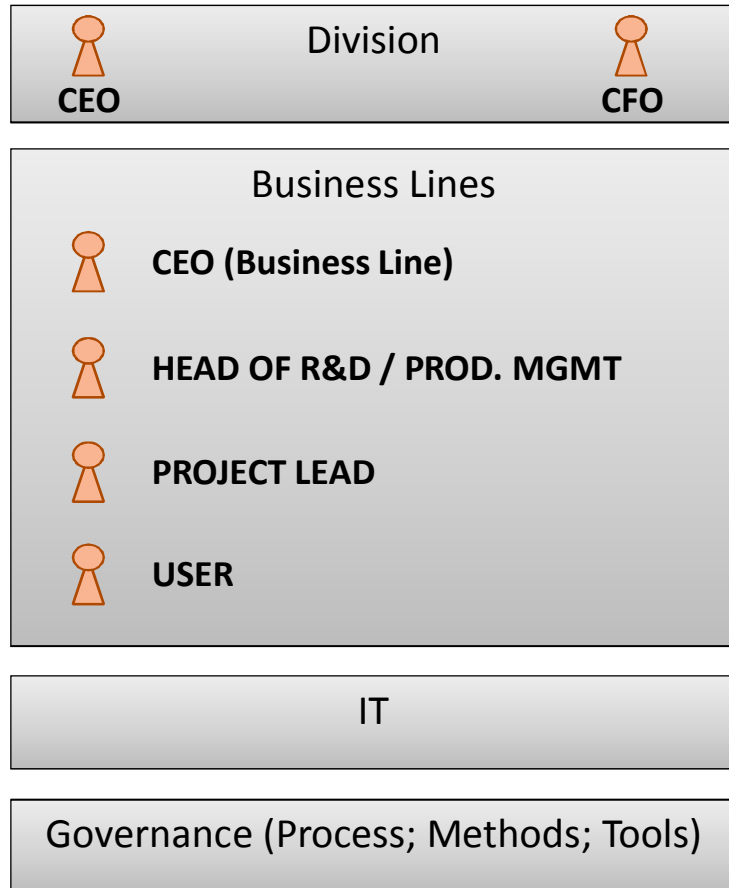 Division
CEO
CFO
Business Lines
CEO (Business Line)
HEAD OF R&D / PROD. MGMT
PROJECT LEAD
USER
IT
Governance (Process; Methods; Tools)